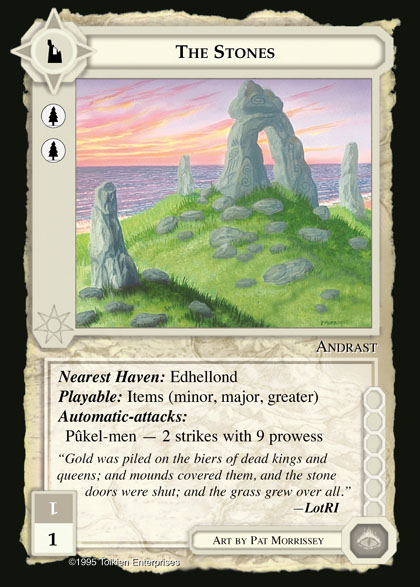 THE STONES
ANDRAST
Nearest Haven: Edhellond
Playable: Items (minor, major, greater)
Automatic-attacks:
Pûkel-men — 2 strikes with 9 prowess
“Gold was piled on the biers of dead kings and
queens; and mounds covered them, and the stone
doors were shut; and the grass grew over all.”
–LotRI
1
1
ART BY PAT MORRISSEY
©1995 Tolkien Enterprises